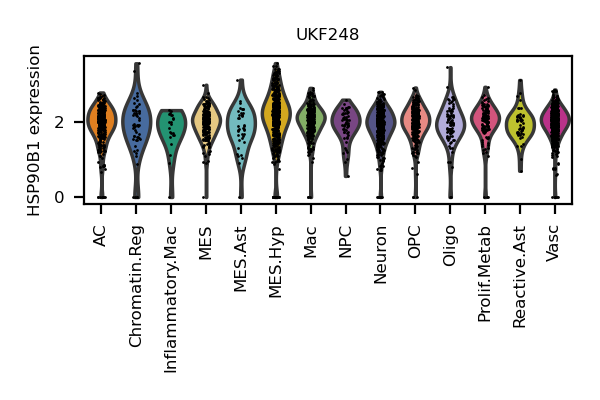 UKF248
HSP90B1 expression
2
0
AC
Chromatin.Reg
Inflammatory.Mac
MES
MES.Ast
MES.Hyp
Mac
NPC
Neuron
OPC
Oligo
Prolif.Metab
Reactive.Ast
Vasc